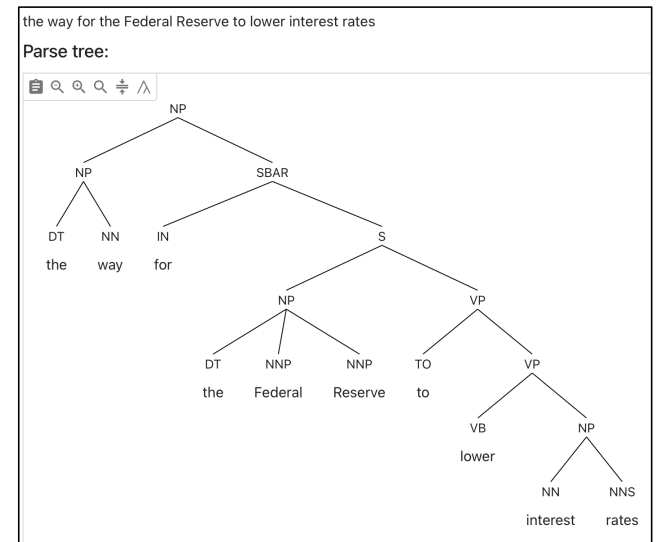 the way for the Federal Reserve to lower interest rates
Parse tree:
NP
NP SBAR
DT NN IN S
the way for
NP VP
DT NNP NNP TO VP
the Federal Reserve to
VB NP
lower
NN NNS
interest rates